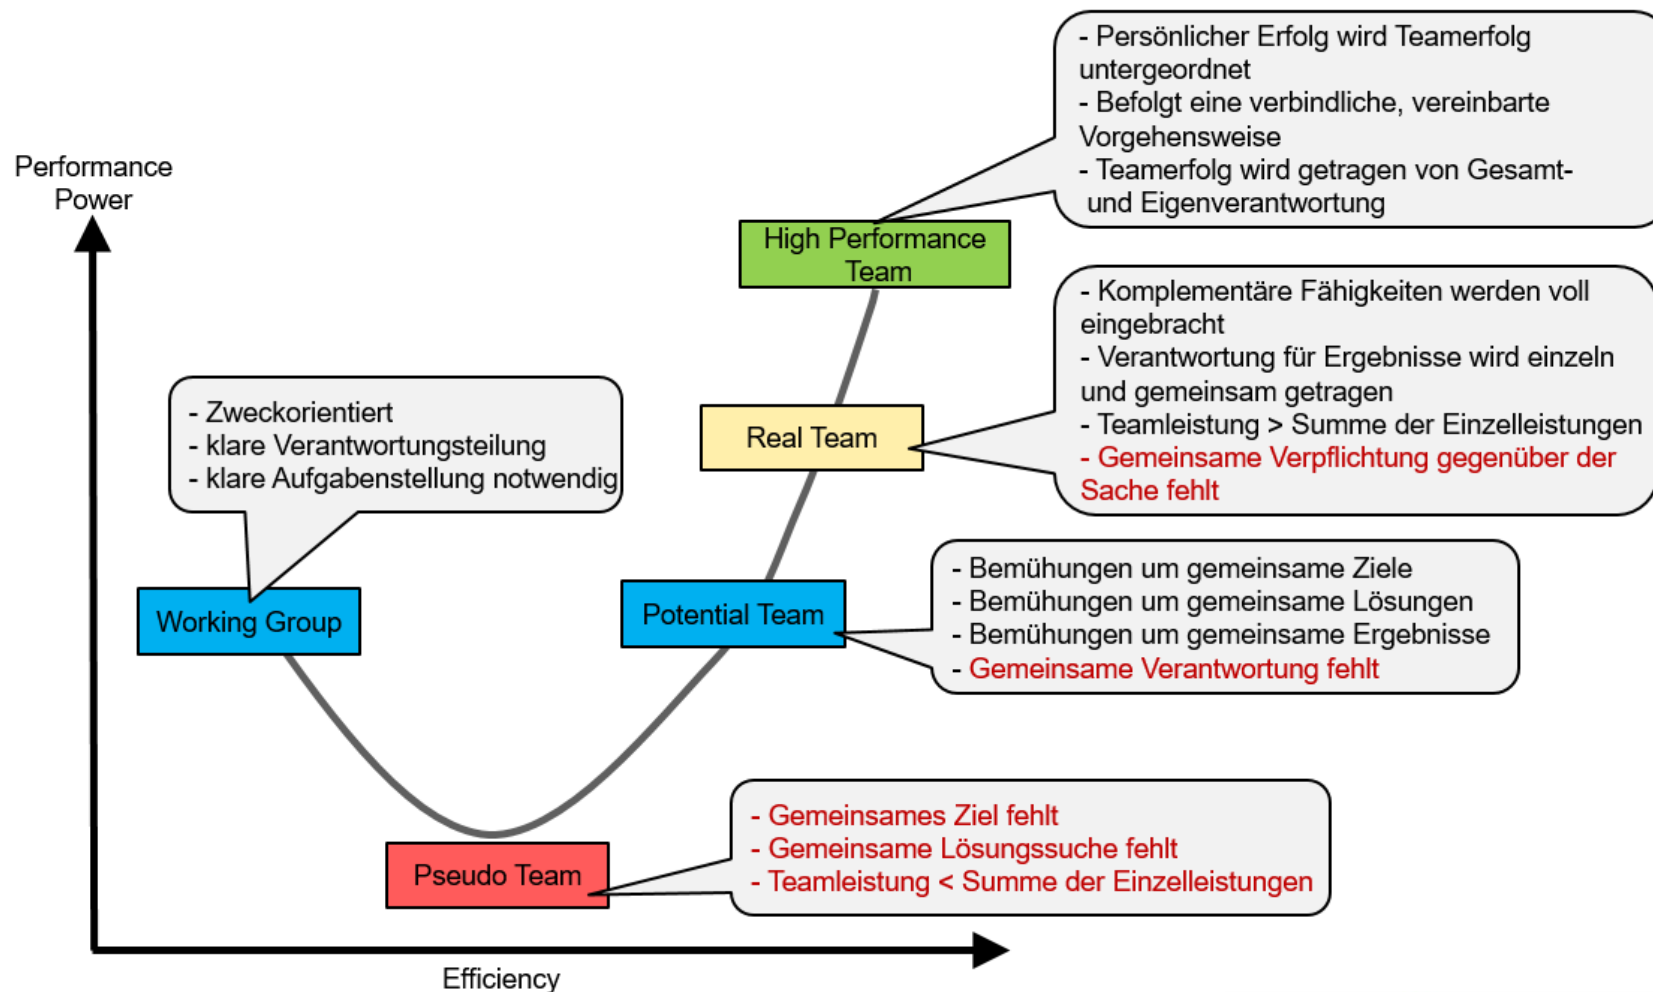 - Persönlicher Erfolg wird Teamerfolg
untergeordnet
- Befolgt eine verbindliche, vereinbarte
Vorgehensweise
- Teamerfolg wird getragen von Gesamt-
und Eigenverantwortung
Performance
Power
High Performance
Team
- Komplementäre Fähigkeiten werden voll
eingebracht
- Verantwortung für Ergebnisse wird einzeln
und gemeinsam getragen
- Teamleistung > Summe der Einzelleistungen
- Gemeinsame Verpflichtung gegenüber der
Sache fehlt
Real Team
- Zweckorientiert
- klare Verantwortungsteilung
- klare Aufgabenstellung notwendig
Working Group
Potential Team
- Bemühungen um gemeinsame Ziele
- Bemühungen um gemeinsame Lösungen
- Bemühungen um gemeinsame Ergebnisse
- Gemeinsame Verantwortung fehlt
Pseudo Team
- Gemeinsames Ziel fehlt
- Gemeinsame Lösungssuche fehlt
- Teamleistung < Summe der Einzelleistungen
Efficiency